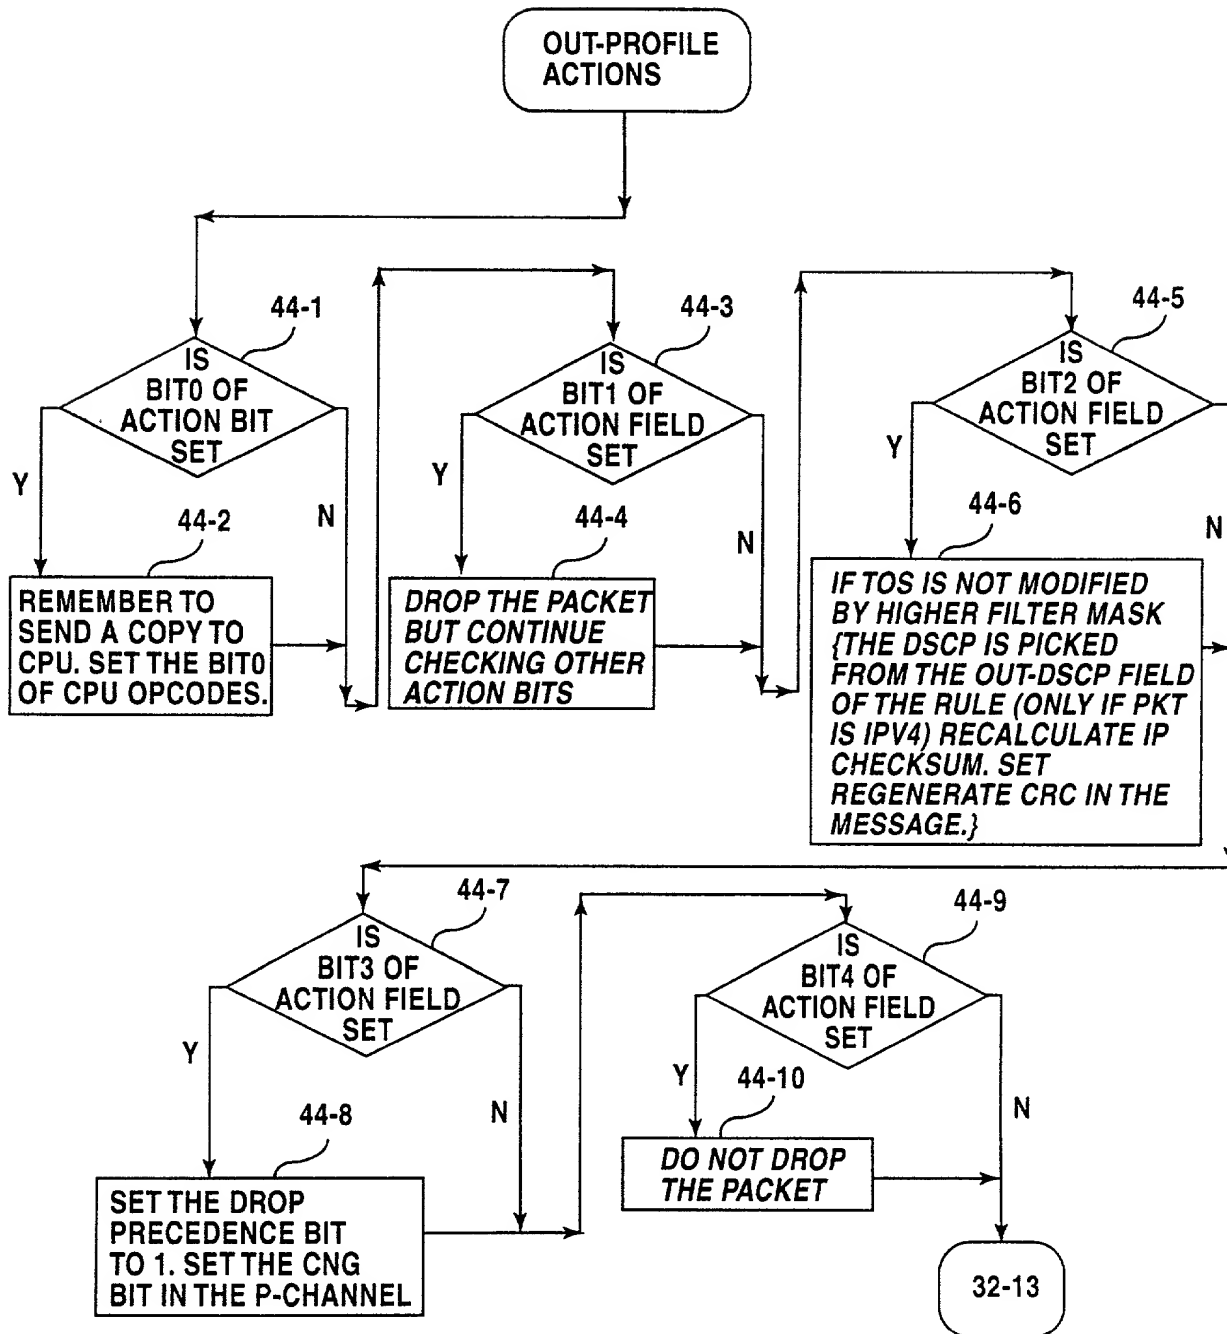 OUT-PROFILE
ACTIONS
44-1
IS
BIT0 OF
ACTION BIT
SET
Y
N
44-2
REMEMBER TO
SEND A COPY TO
CPU. SET THE BIT0
OF CPU OPCODES.
44-3
IS
BIT1 OF
ACTION FIELD
SET
Y
N
44-4
DROP THE PACKET
BUT CONTINUE
CHECKING OTHER
ACTION BITS
44-5
IS
BIT2 OF
ACTION FIELD
SET
Y
N
44-6
IF TOS IS NOT MODIFIED
BY HIGHER FILTER MASK
{THE DSCP IS PICKED
FROM THE OUT-DSCP FIELD
OF THE RULE (ONLY IF PKT
IS IPV4) RECALCULATE IP
CHECKSUM. SET
REGENERATE CRC IN THE
MESSAGE.}
44-7
IS
BIT3 OF
ACTION FIELD
SET
Y
N
44-8
SET THE DROP
PRECEDENCE BIT
TO 1. SET THE CNG
BIT IN THE P-CHANNEL
44-9
IS
BIT4 OF
ACTION FIELD
SET
Y
N
44-10
DO NOT DROP
THE PACKET
32-13